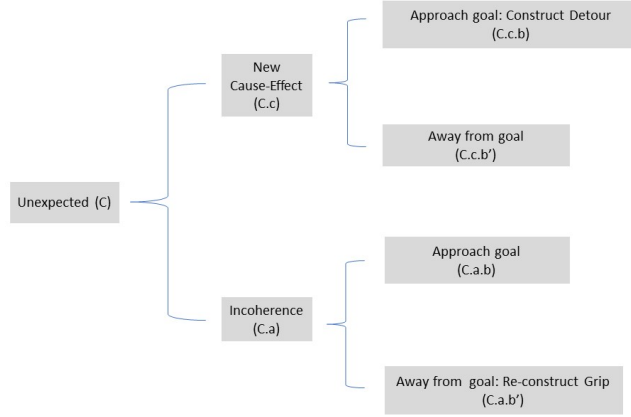 Approach goal: Construct Detour
(C.c.b)
New
Cause-Effect
(C.c)
Away from goal
(C.c.b’)
Unexpected (C)
Approach goal
(C.a.b)
Incoherence
(C.a)
Away from  goal: Re-construct Grip
(C.a.b’)